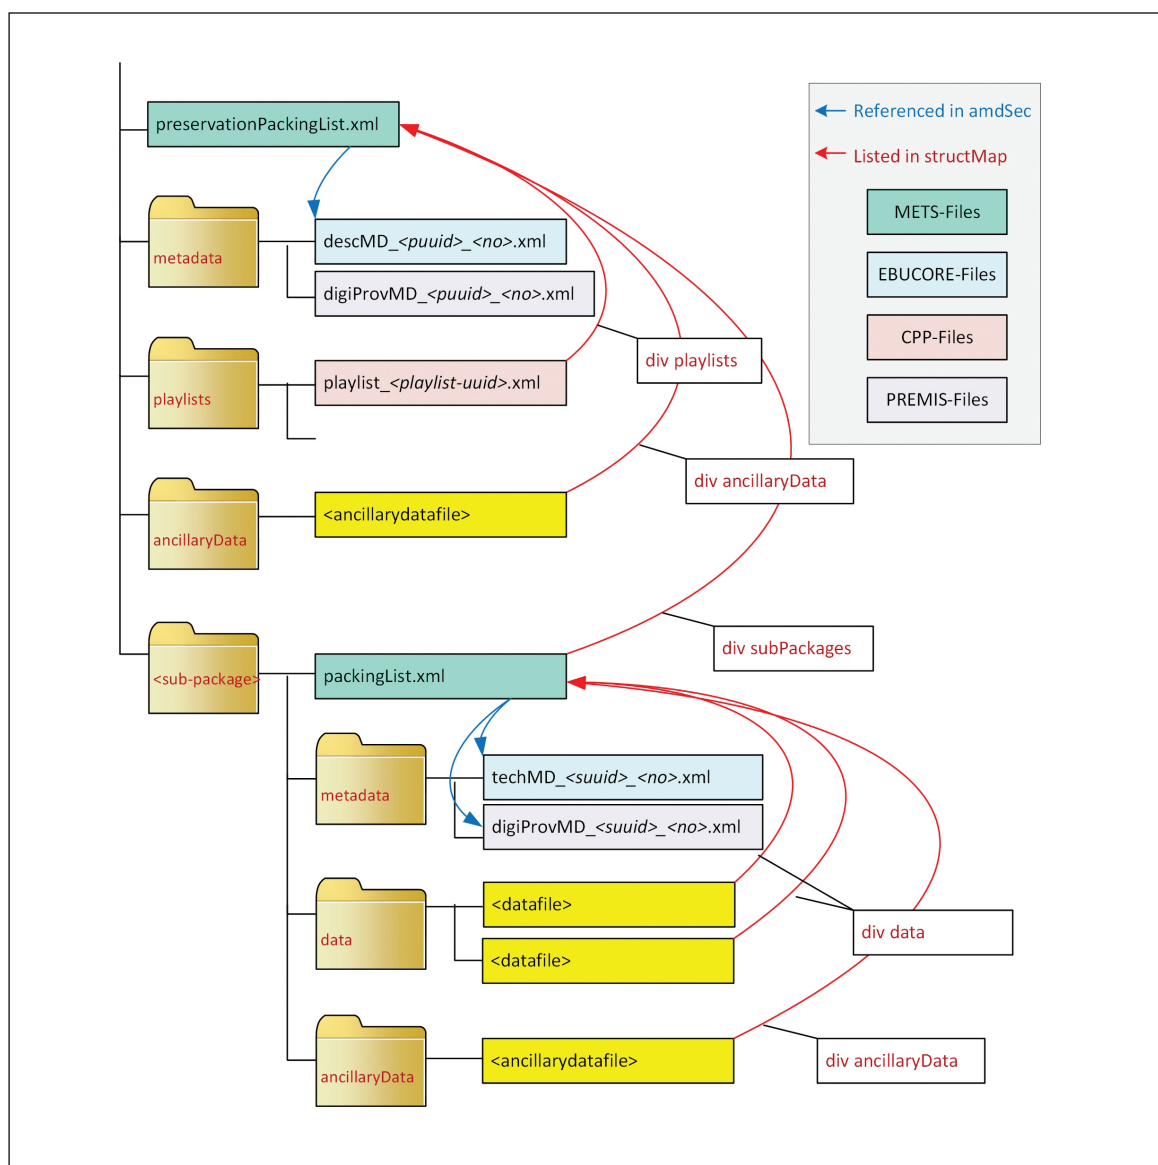 preservationPackingList.xml
Referenced in amdSec
Listed in structMap
METS-Files
EBUCORE-Files
CPP-Files
PREMIS-Files
metadata
descMD_<puuid>_<no>.xml
digiProvMD_<puuid>_<no>.xml
div playlists
playlists
playlist_<playlist-uuid>.xml
div ancillaryData
ancillaryData
<ancillarydatafile>
div subPackages
<sub-package>
packingList.xml
metadata
techMD_<suuid>_<no>.xml
digiProvMD_<suuid>_<no>.xml
data
<datafile>
<datafile>
div data
ancillaryData
<ancillarydatafile>
div ancillaryData